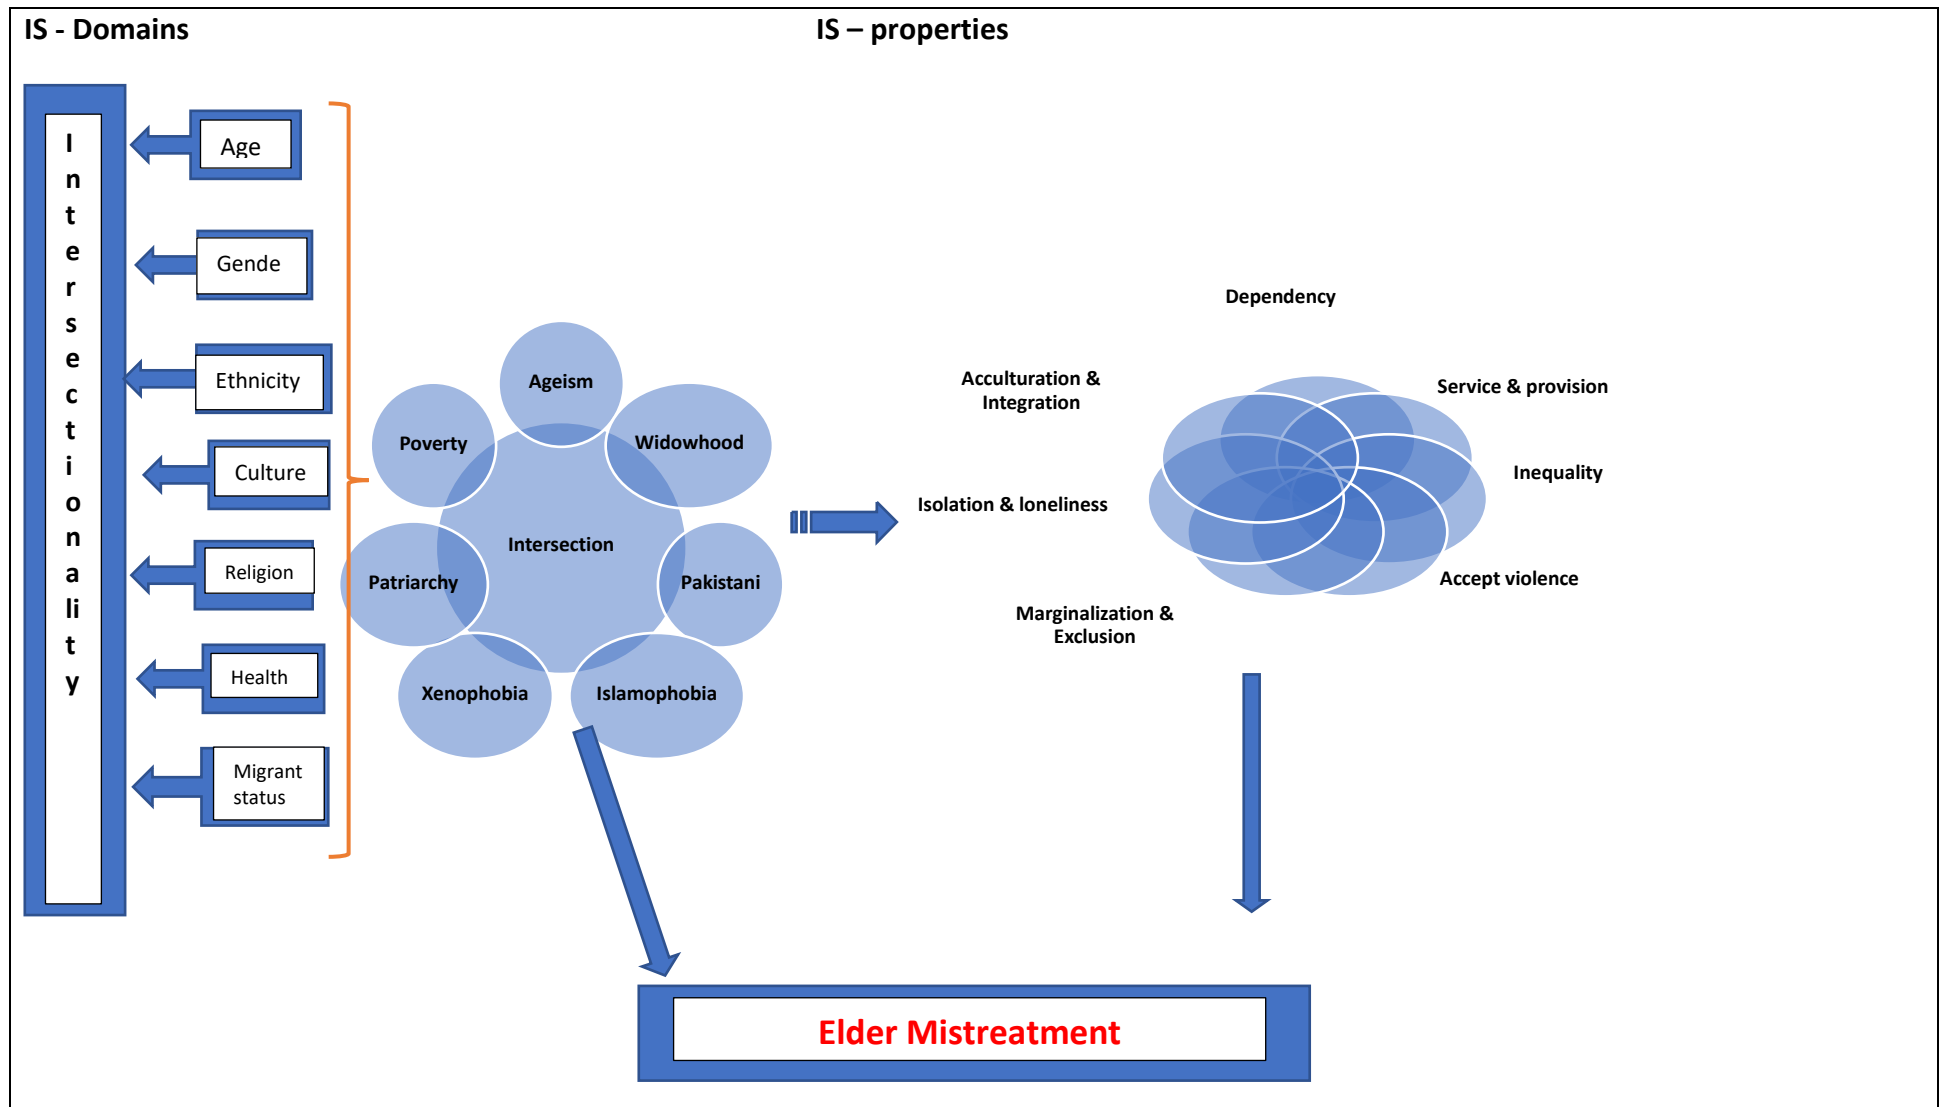 IS - Domains
IS – properties
Intersectionality
Age
Gende
Ethnicity
Culture
Religion
Health
Migrant
status
Ageism
Widowhood
Pakistani
Islamophobia
Xenophobia
Patriarchy
Poverty
Intersection
Dependency
Service & provision
Inequality
Accept violence
Marginalization &
Exclusion
Isolation & loneliness
Acculturation &
Integration
Elder Mistreatment